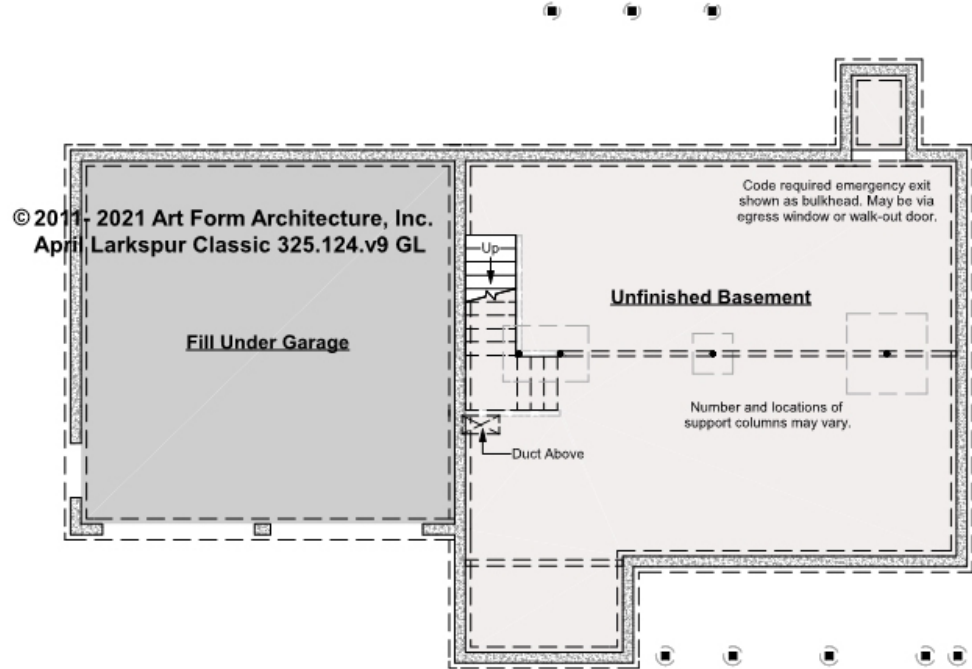 Code required emergency exit
shown as bulkhead. May be via
egress window or walk-out door.
© 2011- 2021 Art Form Architecture, Inc.
April Larkspur Classic 325.124.v9 GL
Up
Unfinished Basement
Fill Under Garage
Number and locations of
support columns may vary.
Duct Above